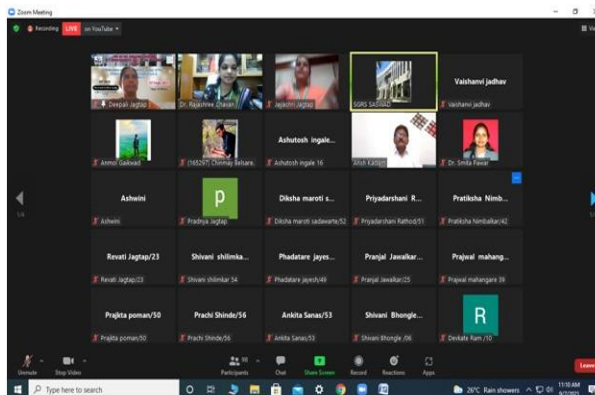 Zoom Meeting
Recording LIVE on YouTube
Deepali Jagtap
Dr. Rajashree Chavan
Jayashri Jagtap
SGRS SASWAD
Vaishanvi jadhav
Vaishanvi jadhav
Anmol Gaikwad
(165297) Chinmay Belsare.
Ashutosh ingale...
Ashutosh ingale 16
Dr. Smita Pawar
Ashwini
Ashwini
p
Pradnya Jagtap
Diksha maroti s...
Diksha maroti sadawarte/52
Priyadarshani R...
Priyadarshani Rathod/51
Pratiksha Nimb...
Pratiksha Nimbalkar/42
Revati Jagtap/23
Revati Jagtap/23
Shivani shilimka...
Shivani shilimkar 54
Phadatare jayes...
Phadatare jayesh/49
Pranjal Jawalkar...
Pranjal Jawalkar/25
Prajwal mahang...
Prajwal mahangare 39
Prajkta poman/50
Prajkta poman/50
Prachi Shinde/56
Prachi Shinde/56
Ankita Sanas/53
Ankita Sanas/53
Shivani Bhongle...
Shivani Bhongle /06
R
Devkate Ram /10
1/4
Unmute
Stop Video
Participants
98
Chat
Share Screen
Record
Reactions
Apps
Leave
Type here to search
26°C Rain showers
11:10 AM